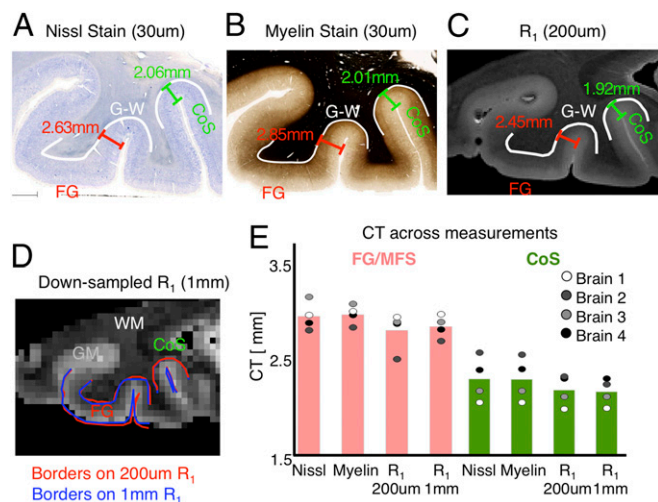 A Nissl Stain (30um)
2.06mm
CoS
G-W
2.63mm
FG
B Myelin Stain (30um)
2.01mm
CoS
G-W
2.85mm
FG
C R1 (200um)
1.92mm
CoS
G-W
2.45mm
FG
D
Down-sampled R1 (1mm)
WM
GM
CoS
FG
Borders on 200um R1
Borders on 1mm R1
E CT across measurements
FG/MFS CoS
Brain 1
Brain 2
Brain 3
Brain 4
CT [ mm]
3.5
2.5
1.5
Nissl Myelin R1 R1 Nissl Myelin R1 R1
200um 1mm 200um 1mm